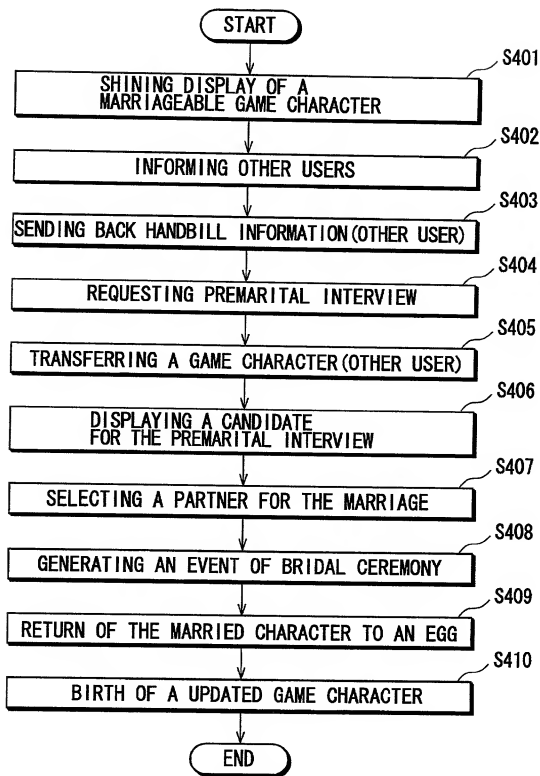 START
S401
SHINING DISPLAY OF A
MARRIAGEABLE GAME CHARACTER
S402
INFORMING OTHER USERS
S403
SENDING BACK HANDBILL INFORMATION(OTHER USER)
S404
REQUESTING PREMARITAL INTERVIEW
S405
TRANSFERRING A GAME CHARACTER(OTHER USER)
S406
DISPLAYING A CANDIDATE
FOR THE PREMARITAL INTERVIEW
S407
SELECTING A PARTNER FOR THE MARRIAGE
S408
GENERATING AN EVENT OF BRIDAL CEREMONY
S409
RETURN OF THE MARRIED CHARACTER TO AN EGG
S410
BIRTH OF A UPDATED GAME CHARACTER
END